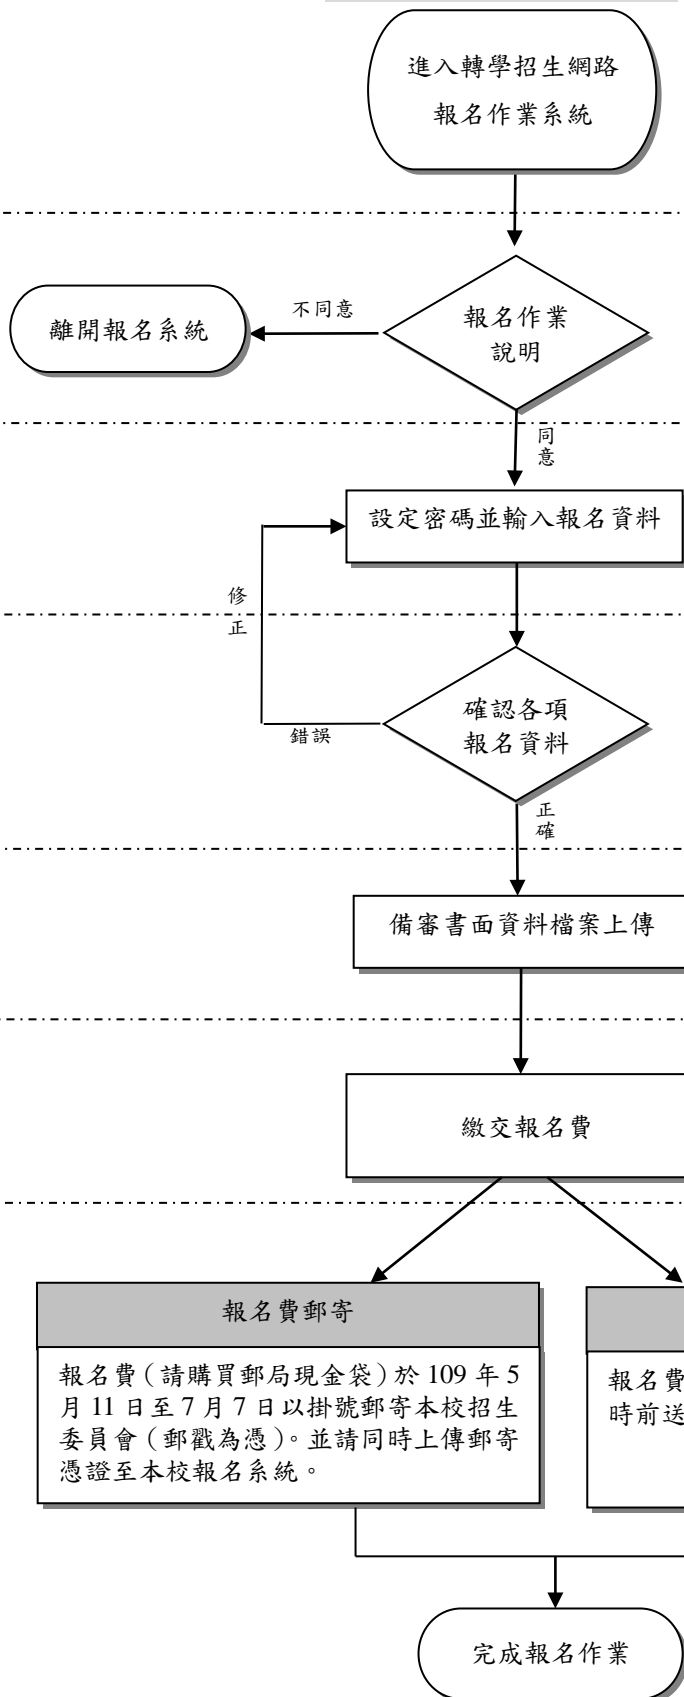 進入轉學招生網路
報名作業系統
不同意
離開報名系統
報名作業
說明
同
意
設定密碼並輸入報名資料
修
正
確認各項
報名資料
錯誤
正
確
備審書面資料檔案上傳
繳交報名費
報名費郵寄
報名費（請購買郵局現金袋）於 109 年 5
月 11 日至 7 月 7 日以掛號郵寄本校招生
委員會（郵戳為憑）。並請同時上傳郵寄
憑證至本校報名系統。
報名費
時前送
完成報名作業